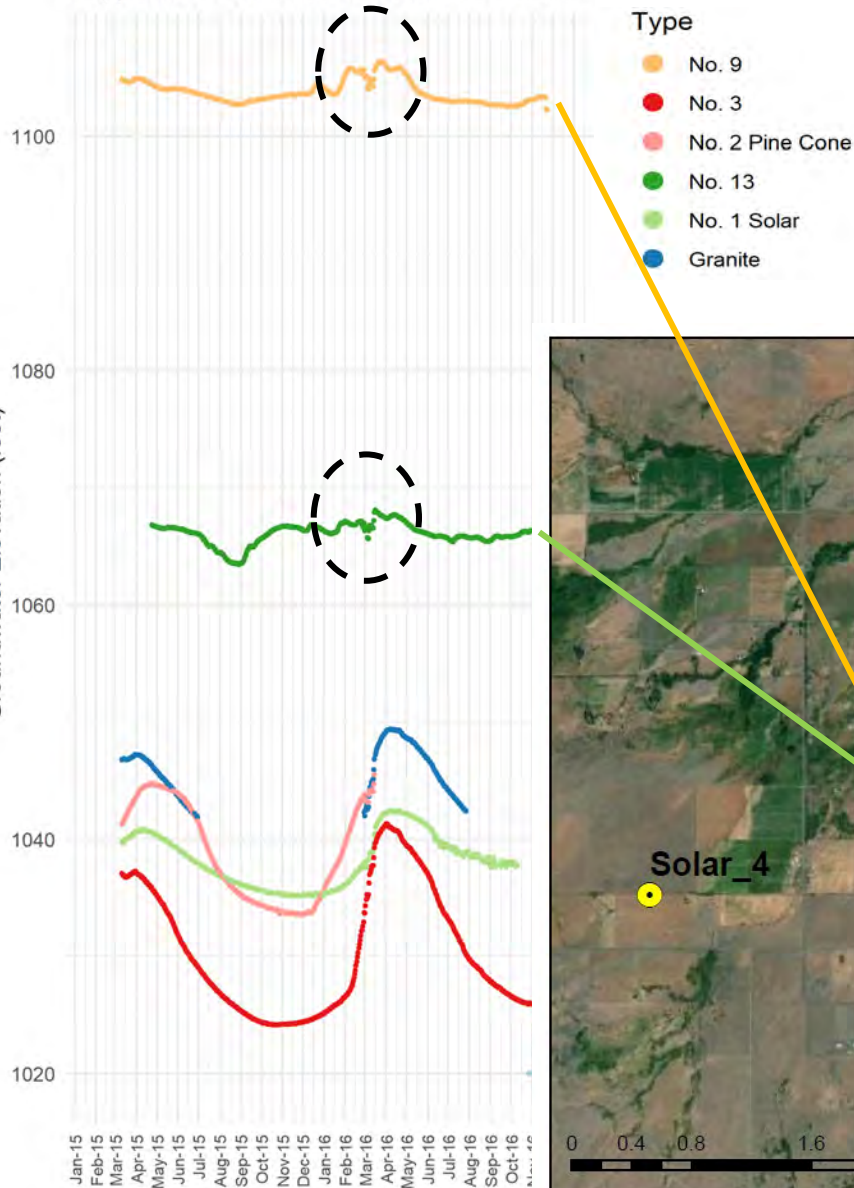 Type
No. 9
No. 3
No. 2 Pine Cone
No. 13
No. 1 Solar
Granite
1100
1080
1060
1040
1020
Jan-15
Feb-15
Mar-15
Apr-15
May-15
Jun-15
Jul-15
Aug-15
Sep-15
Oct-15
Nov-15
Dec-15
Jan-16
Feb-16
Mar-16
Apr-16
May-16
Jun-16
Jul-16
Aug-16
Sep-16
Oct-16
Solar_4
0 0.4 0.8 1.6